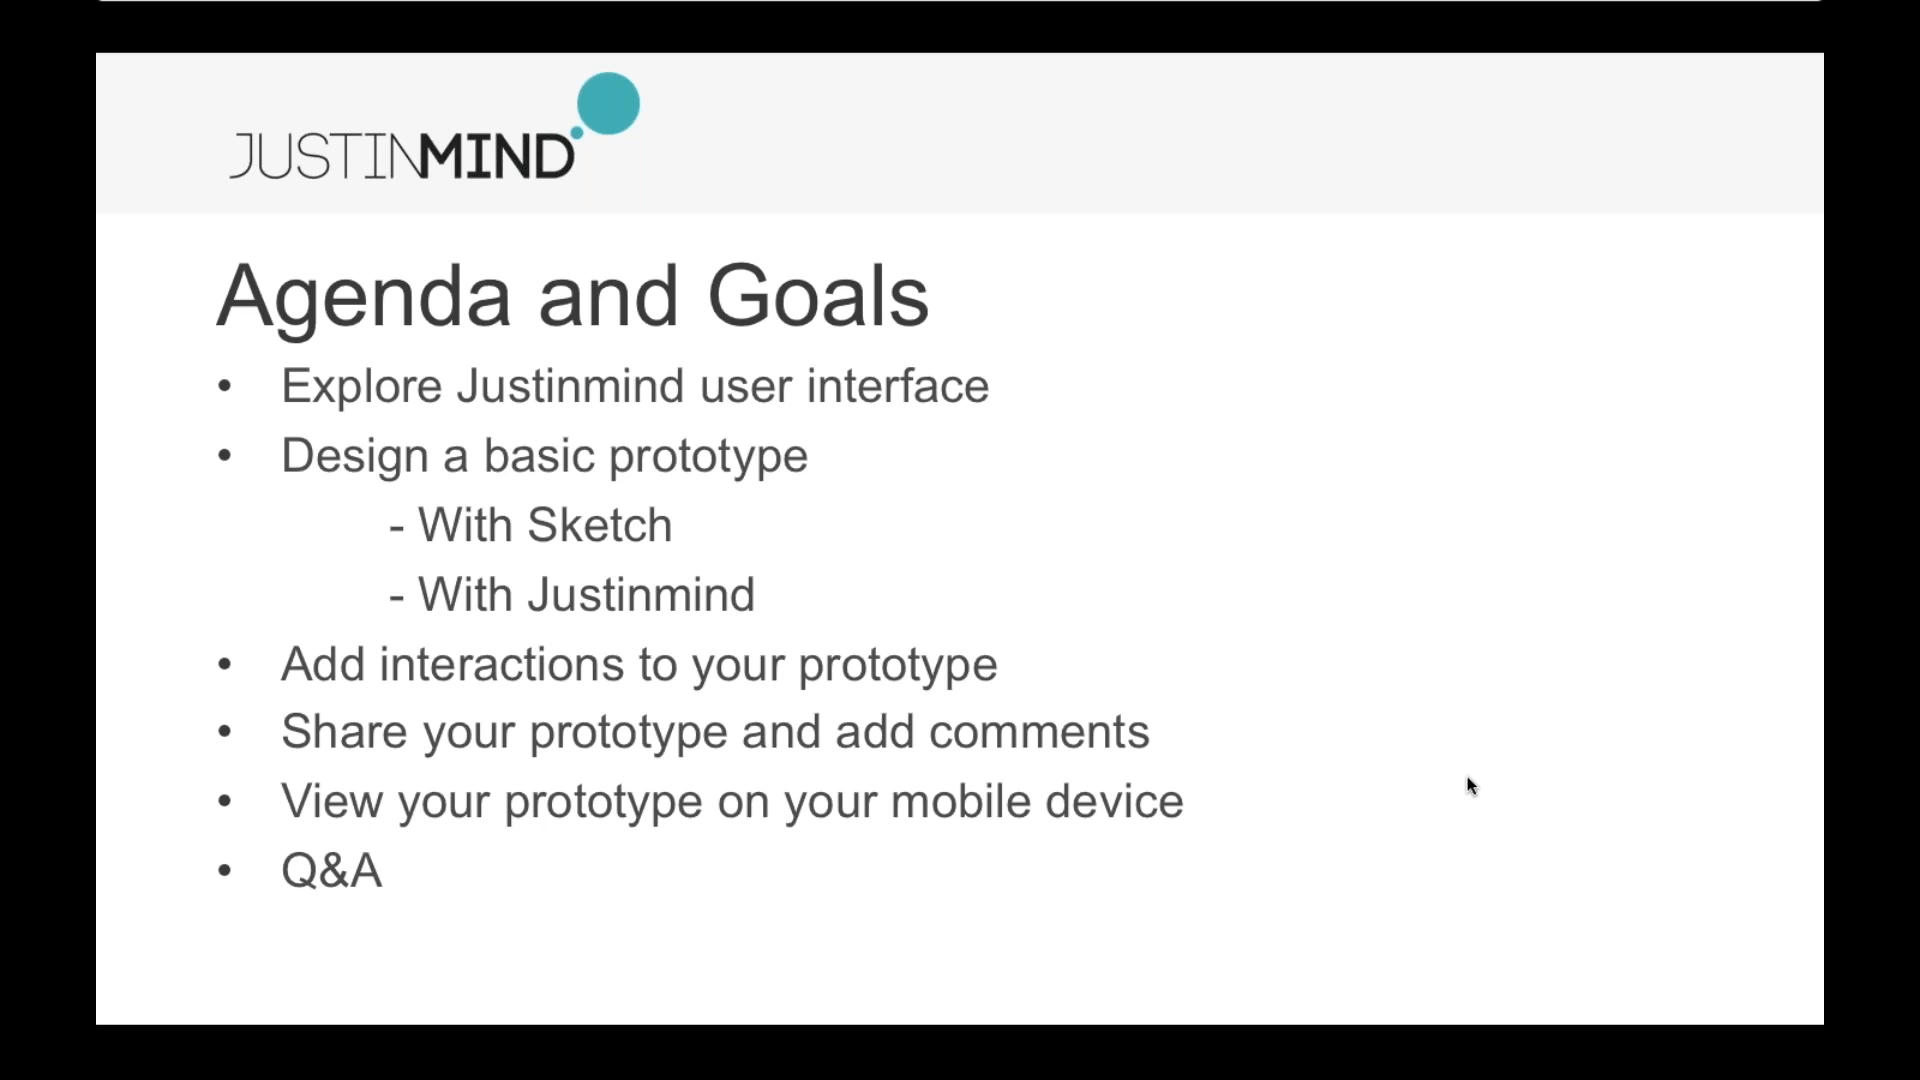 JUSTINMIND
Agenda and Goals
• Explore Justinmind user interface
• Design a basic prototype
- With Sketch
- With Justinmind
• Add interactions to your prototype
• Share your prototype and add comments
• View your prototype on your mobile device
• Q&A